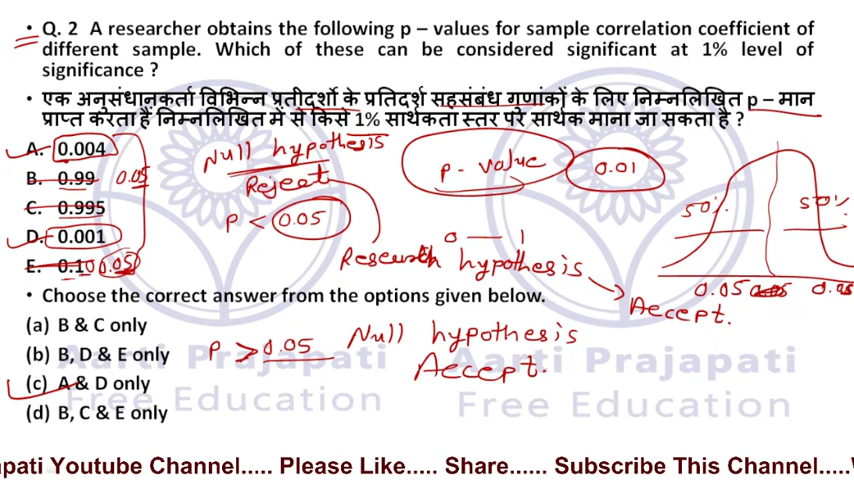 • Q. 2 A researcher obtains the following p – values for sample correlation coefficient of
different sample. Which of these can be considered significant at 1% level of
significance ?
• एक अनुसंधानकर्ता विभिन्न प्रतीदर्शो के प्रतिदर्श सहसंबंध गुणांकों के लिए निम्नलिखित p – मान
प्राप्त करता हैं निम्नलिखित में से किसे 1% सार्थकता स्तर पर सार्थक माना जा सकता है ?
A. 0.004
Null hypothesis
p - value
0.01
B. 0.99
0.05
Reject
C. 0.995
P < 0.05
50%
50%
D. 0.001
0 — 1
E. 0.10
0.05
Research hypothesis
0.05
• Choose the correct answer from the options given below.
Accept.
(a) B & C only
(b) B, D & E only
P > 0.05 Null hypothesis
Accept.
(c) A & D only
(d) B, C & E only
Aarti Prajapati
Free Education
Aarti Prajapati
Free Education
apati Youtube Channel..... Please Like..... Share...... Subscribe This Channel.....